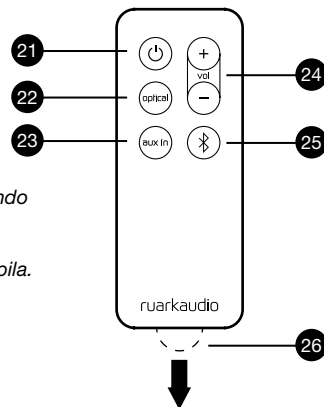 21
22
23
+
vol
−
optical
aux in
24
25
ndo
pila.
ruarkaudio
26